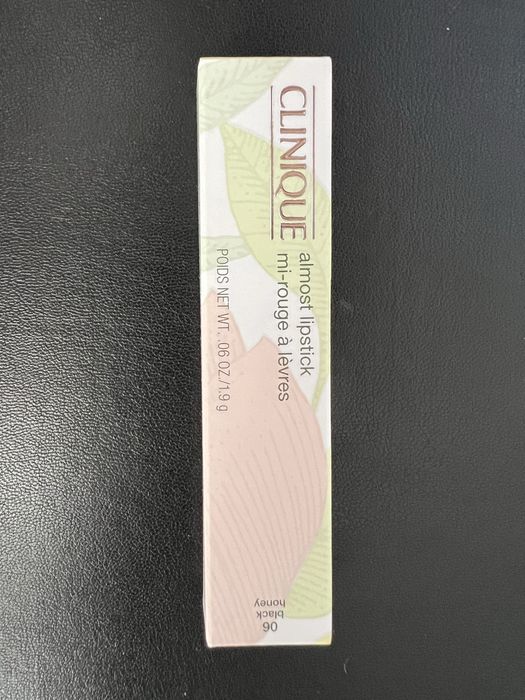 CLINIQUE
almost lipstick
mi-rouge à lèvres
POIDS NET WT. .06 OZ./1.9 g
06
black
honey